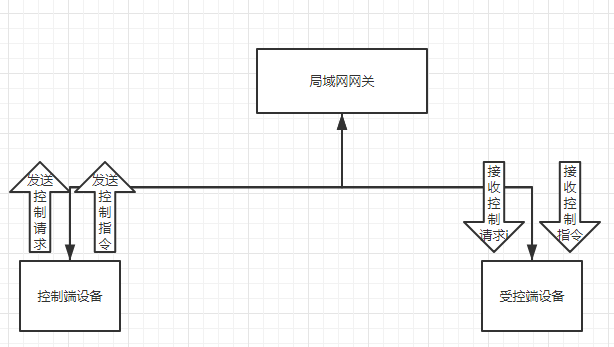 局域网网关
发送
控
制
请
求
发送
控
制
指
令
接
收
控
制
请求i
接
收
控
制
指令
控制端设备
受控端设备